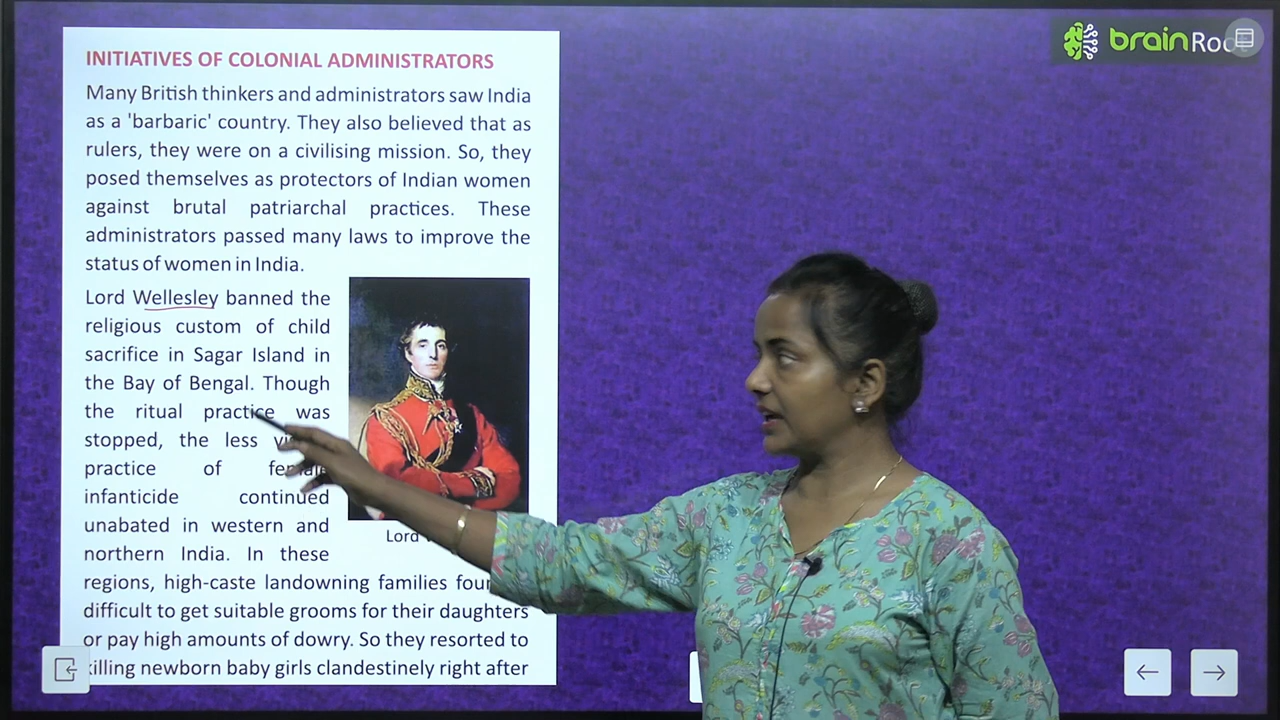 brainRoot
INITIATIVES OF COLONIAL ADMINISTRATORS
Many British thinkers and administrators saw India
as a 'barbaric' country. They also believed that as
rulers, they were on a civilising mission. So, they
posed themselves as protectors of Indian women
against brutal patriarchal practices. These
administrators passed many laws to improve the
status of women in India.
Lord Wellesley banned the
religious custom of child
sacrifice in Sagar Island in
the Bay of Bengal. Though
the ritual practice was
stopped, the less
practice of female
infanticide continued
unabated in western and
northern India. In these
Lord
regions, high-caste landowning families
difficult to get suitable grooms for their daughters
or pay high amounts of dowry. So they resorted to
killing newborn baby girls clandestinely right after